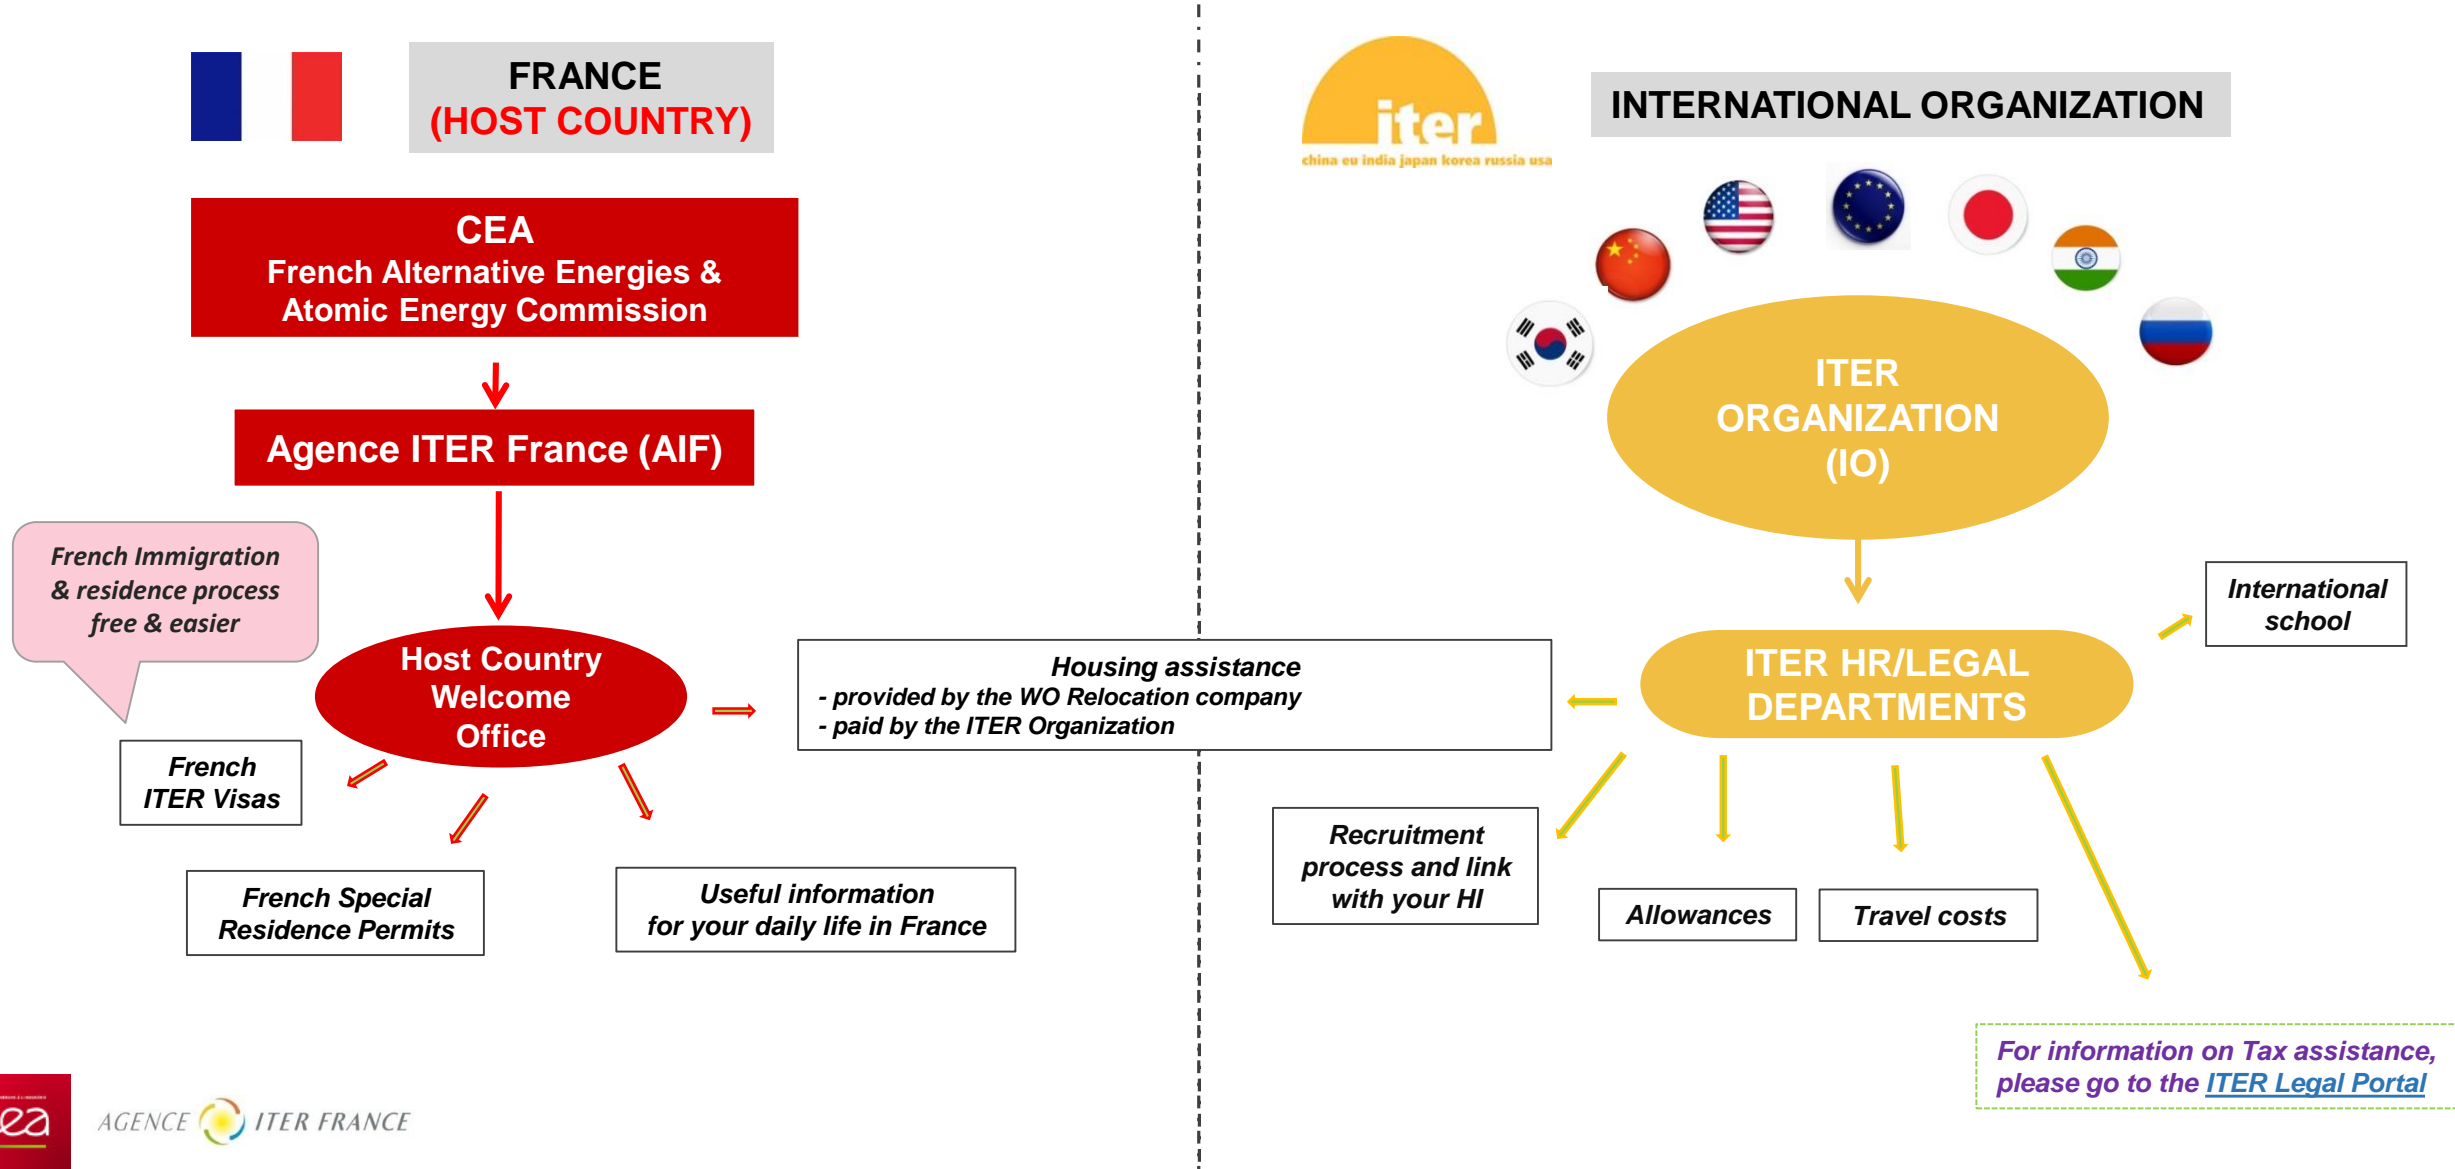 FRANCE
(HOST COUNTRY)
CEA
French Alternative Energies &
Atomic Energy Commission
Agence ITER France (AIF)
French Immigration
& residence process
free & easier
Host Country
Welcome
Office
French
ITER Visas
French Special
Residence Permits
Useful information
for your daily life in France
Housing assistance
- provided by the WO Relocation company
- paid by the ITER Organization
iter
china eu india japan korea russia usa
INTERNATIONAL ORGANIZATION
ITER
ORGANIZATION
(IO)
ITER HR/LEGAL
DEPARTMENTS
International
school
Recruitment
process and link
with your HI
Allowances
Travel costs
For information on Tax assistance,
please go to the ITER Legal Portal
ea
AGENCE ITER FRANCE